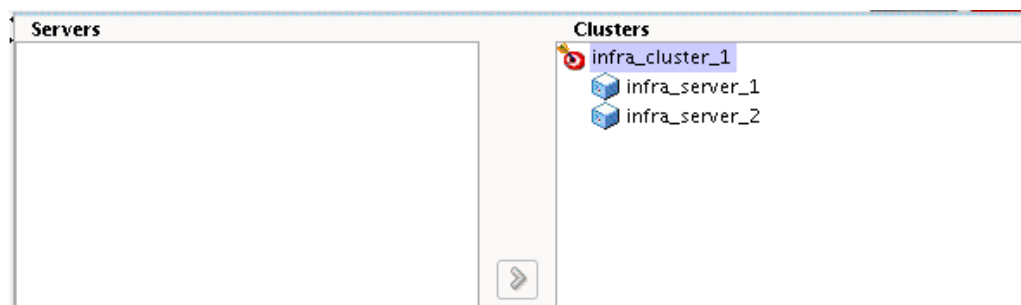 Servers
Clusters
infra_cluster_1
infra_server_1
infra_server_2